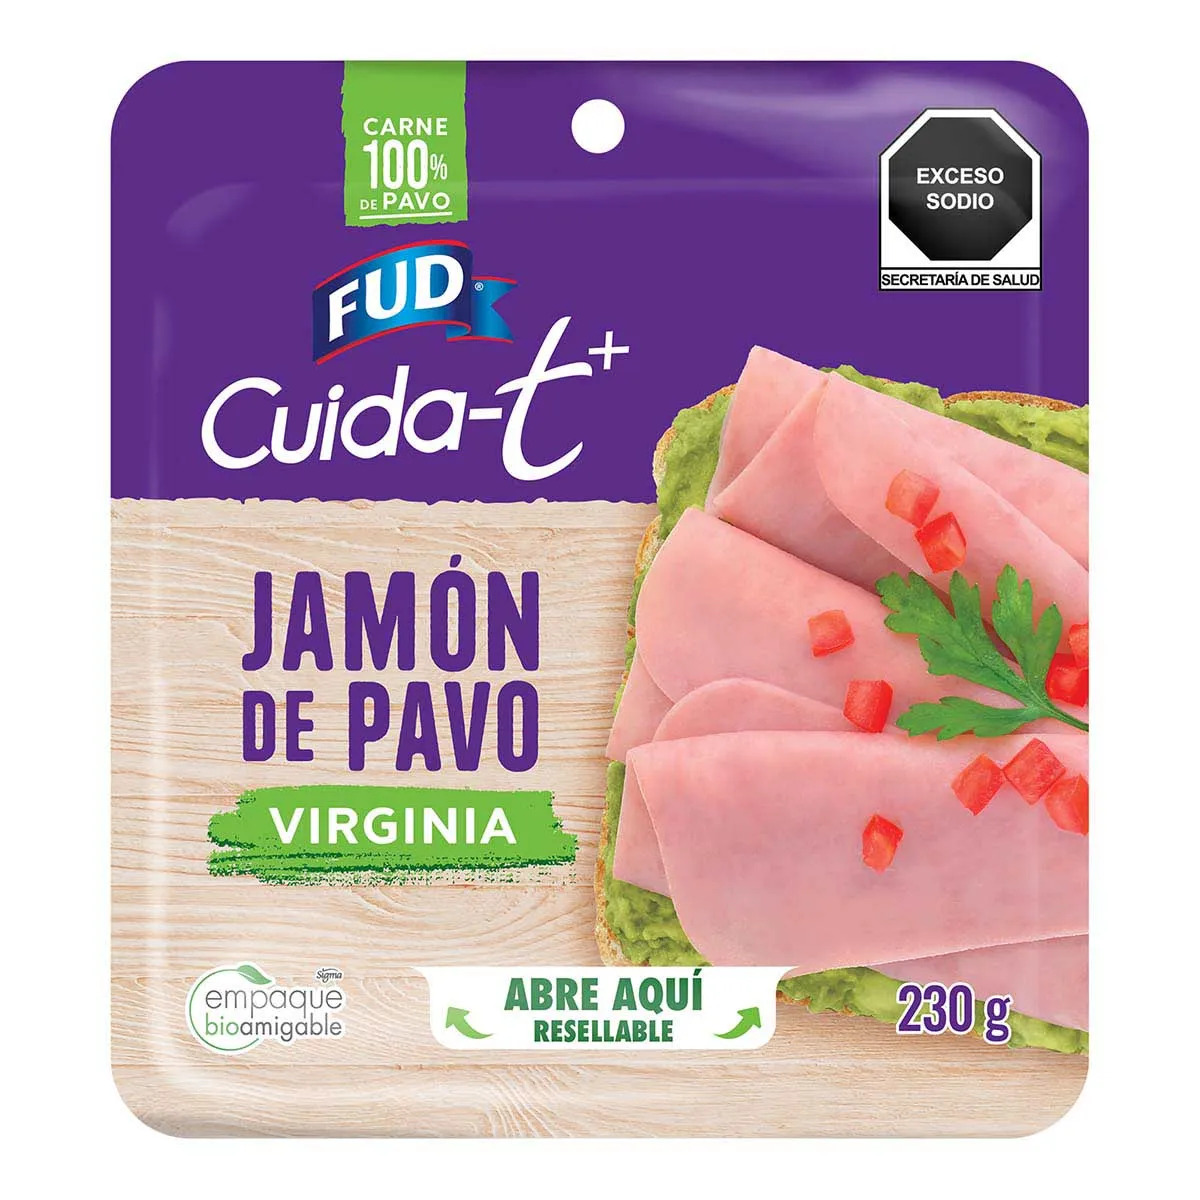 CARNE
100%
DE PAVO
EXCESO
SODIO
SECRETARÍA DE SALUD
FUD®
Cuida-t+
JAMÓN
DE PAVO
VIRGINIA
Sigma
empaque
bioamigable
ABRE AQUÍ
RESELLABLE
230 g